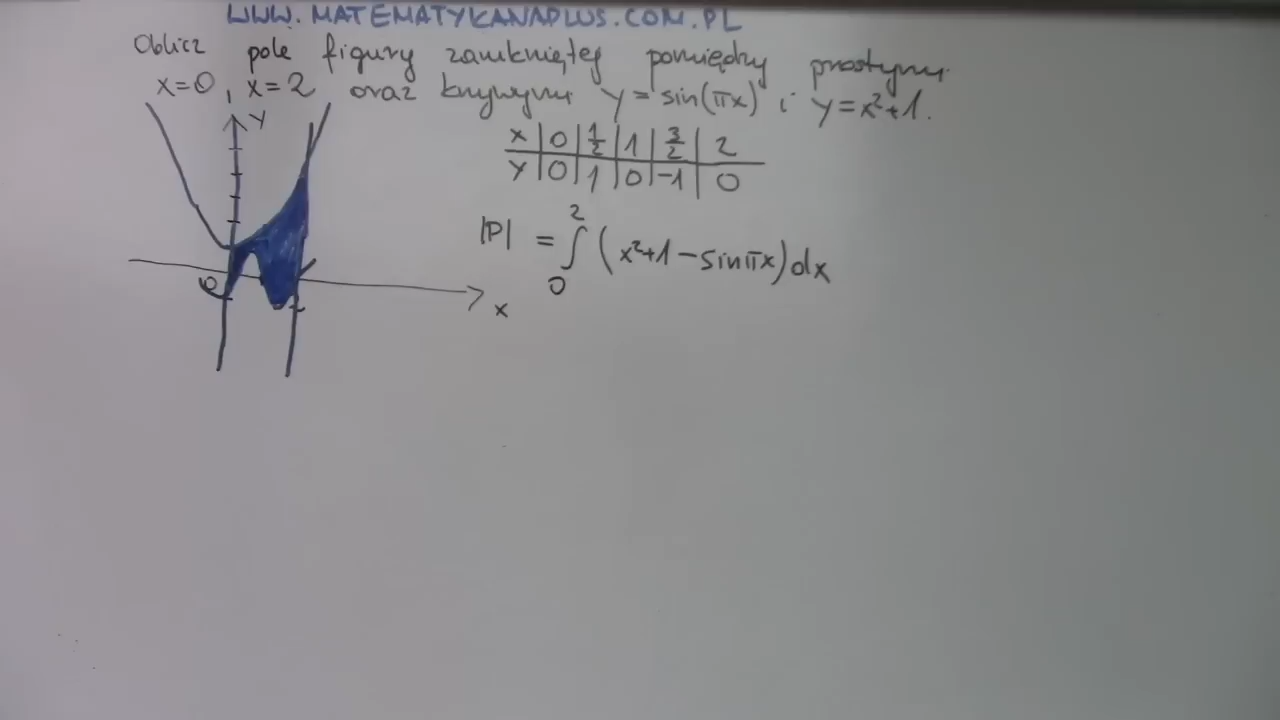 WWW.MATEMATYKANAPLUS.COM.PL
Oblicz pole figury zamkniętej pomiędzy prostymi
x=0, x=2 oraz krzywymi y=sin(πx) i y=x²+1.
y
x | 0 | 1/2 | 1 | 3/2 | 2
y | 0 | 1 | 0 | -1 | 0
|P| = ∫₀² (x²+1-sinπx)dx
0
x